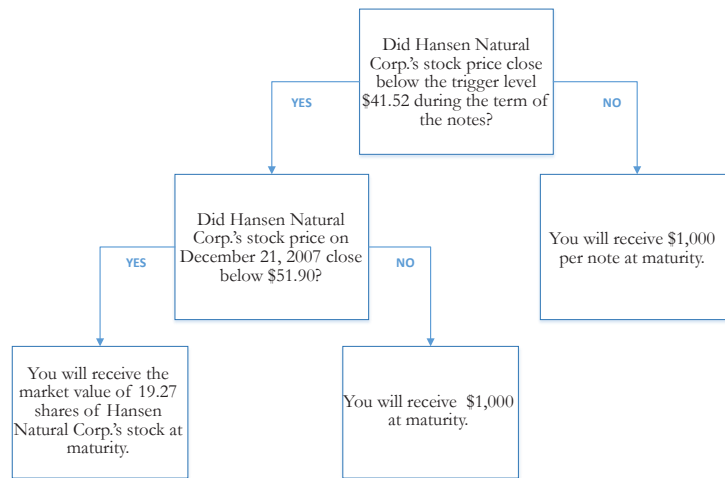 Did Hansen Natural
Corp.'s stock price close
below the trigger level
$41.52 during the term of
the notes?
YES
NO
Did Hansen Natural
Corp.'s stock price on
December 21, 2007 close
below $51.90?
You will receive $1,000
per note at maturity.
YES
NO
You will receive the
market value of 19.27
shares of Hansen
Natural Corp.'s stock at
maturity.
You will receive $1,000
at maturity.